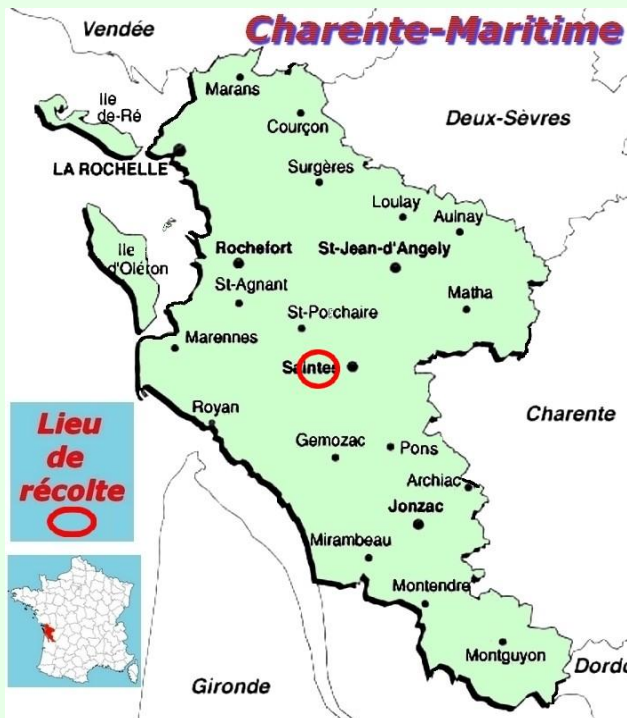 Charente-Maritime
Vendée
Marans
Ile
de-Ré
Courçon
Deux-Sèvres
LA ROCHELLE
Surgères
Loulay
Aulnay
Ile
d'Oléron
Rochefort
St-Jean-d'Angely
St-Agnant
Matha
St-Porchaire
Marennes
Saintes
Royan
Charente
Lieu
de
récolte
Gemozac
Pons
Archiac
Jonzac
Mirambeau
Montendre
Montguyon
Dordo
Gironde